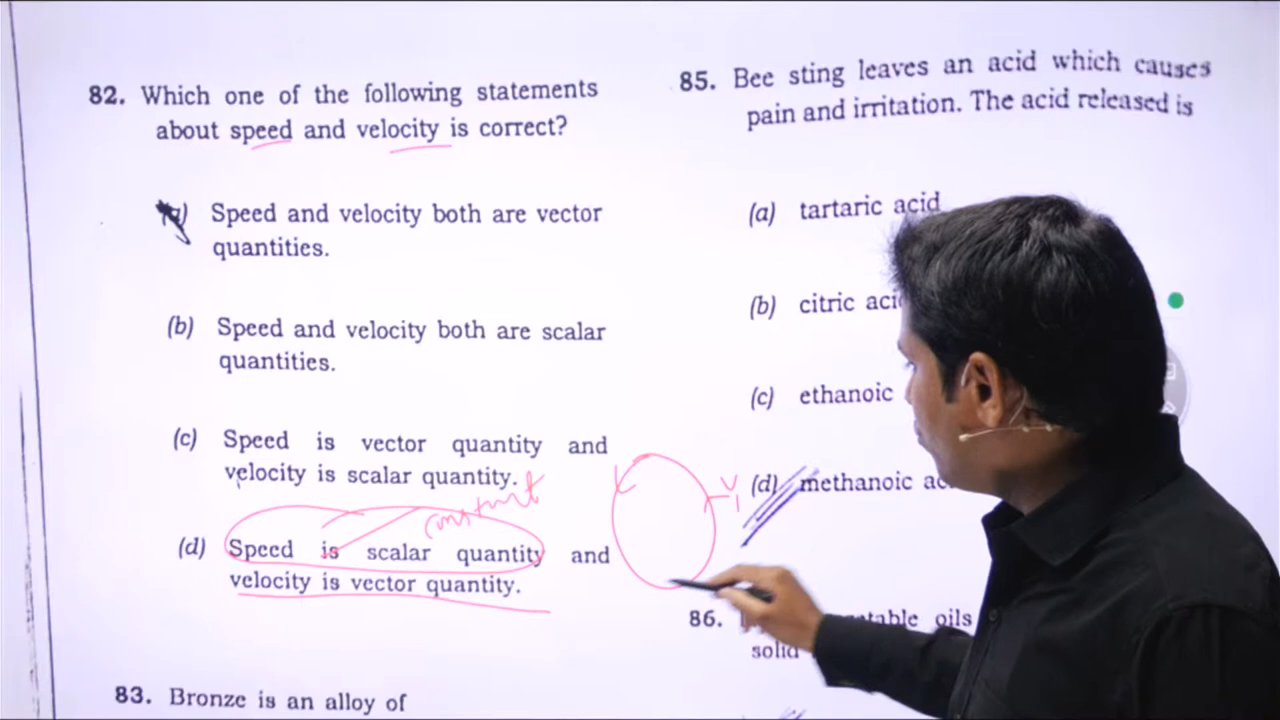 82. Which one of the following statements
about speed and velocity is correct?
Speed and velocity both are vector
quantities.
(b) Speed and velocity both are scalar
quantities.
(c) Speed is vector quantity and
velocity is scalar quantity.
constant
(d) Speed is scalar quantity and
velocity is vector quantity.
83. Bronze is an alloy of
85. Bee sting leaves an acid which causes
pain and irritation. The acid released is
(a) tartaric acid
(b) citric
(c) ethanoic
(d) methanoic
86.
oils
solid